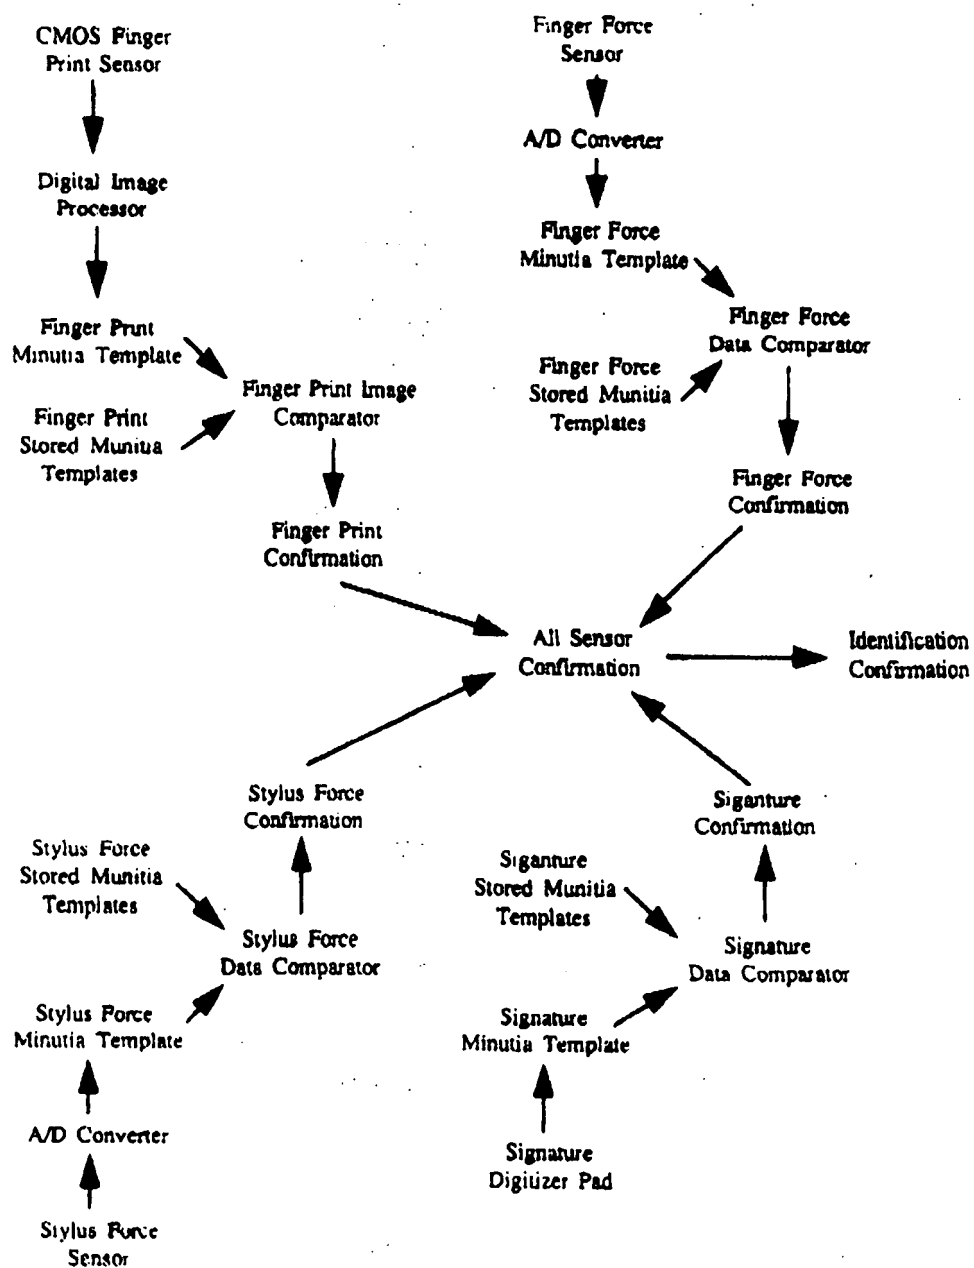 CMOS Finger
Print Sensor
Digital Image
Processor
Finger Print
Minutia Template
Finger Print
Stored Munitia
Templates
Finger Print Image
Comparator
Finger Print
Confirmation
Finger Force
Sensor
A/D Converter
Finger Force
Minutia Template
Finger Force
Stored Munitia
Templates
Finger Force
Data Comparator
Finger Force
Confirmation
All Sensor
Confirmation
Identification
Confirmation
Stylus Force
Confirmation
Stylus Force
Stored Munitia
Templates
Stylus Force
Data Comparator
Stylus Force
Minutia Template
A/D Converter
Stylus Force
Sensor
Siganture
Confirmation
Siganture
Stored Munitia
Templates
Signature
Data Comparator
Signature
Minutia Template
Signature
Digitizer Pad